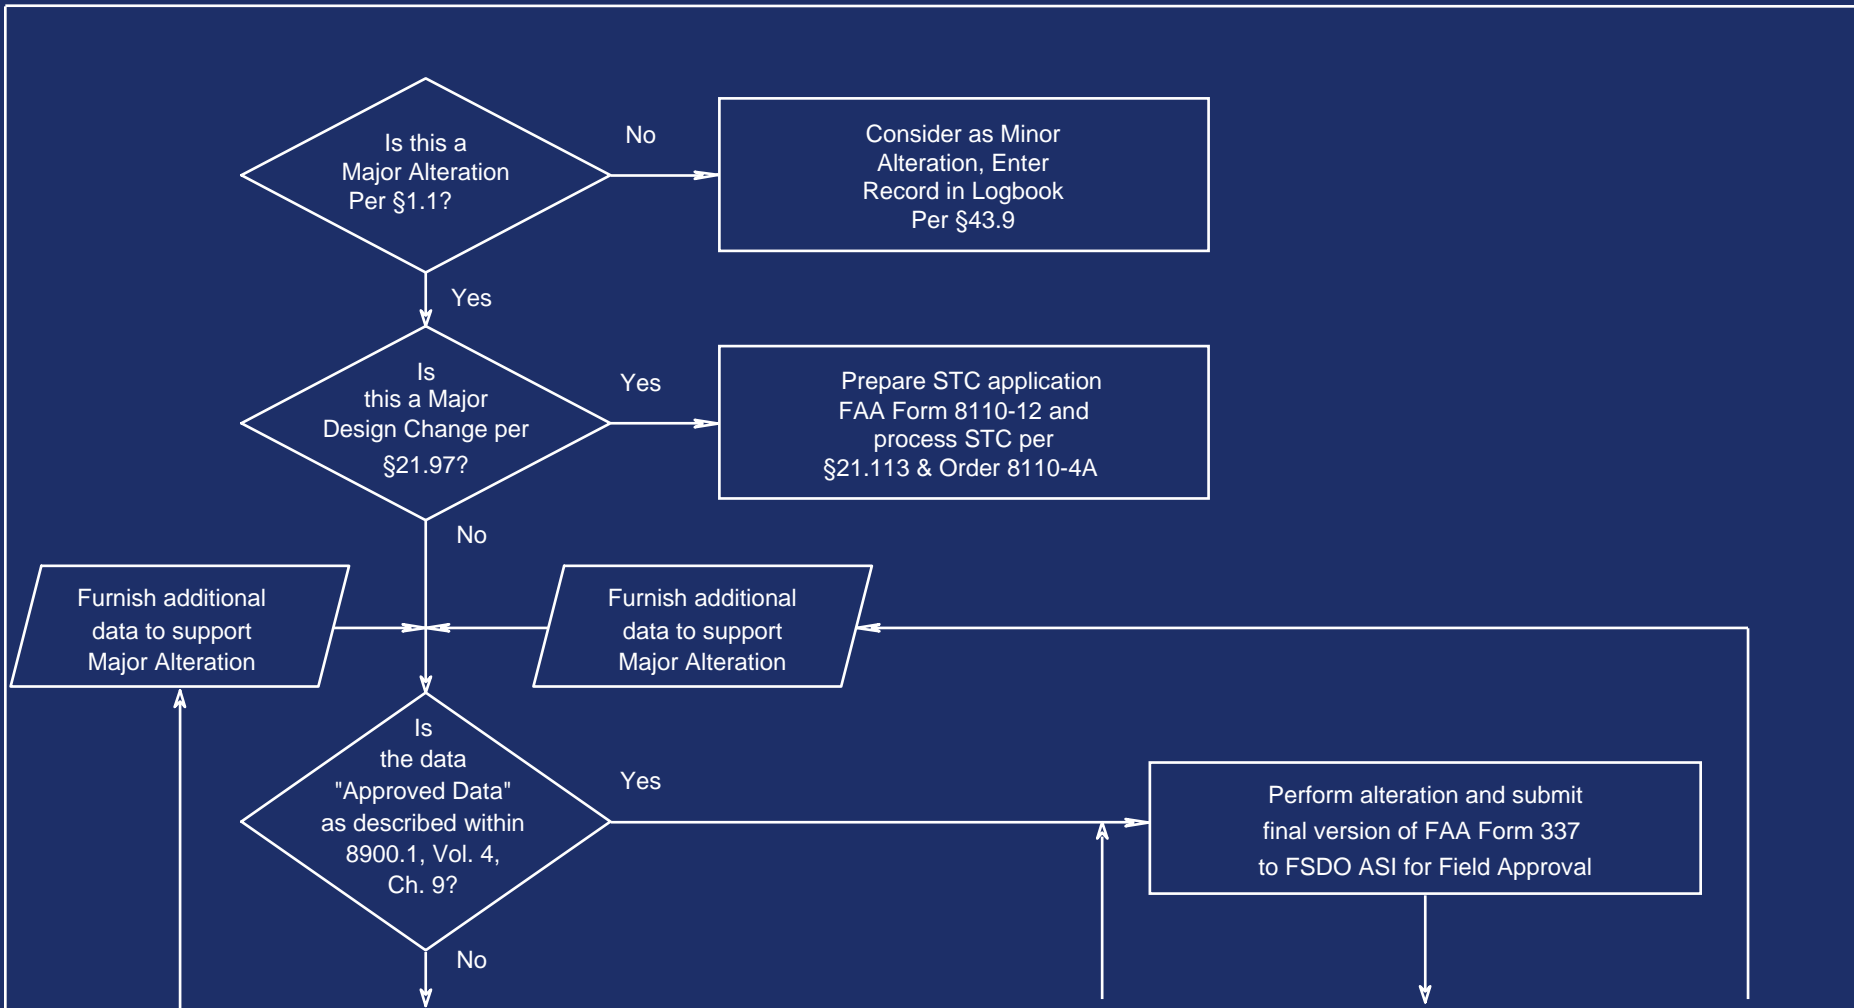 Is this a
Major Alteration
Per §1.1?
No
Consider as Minor
Alteration, Enter
Record in Logbook
Per §43.9
Yes
Is
this a Major
Design Change per
§21.97?
Yes
Prepare STC application
FAA Form 8110-12 and
process STC per
§21.113 & Order 8110-4A
No
Furnish additional
data to support
Major Alteration
Furnish additional
data to support
Major Alteration
Is
the data
"Approved Data"
as described within
8900.1, Vol. 4,
Ch. 9?
Yes
Perform alteration and submit
final version of FAA Form 337
to FSDO ASI for Field Approval
No